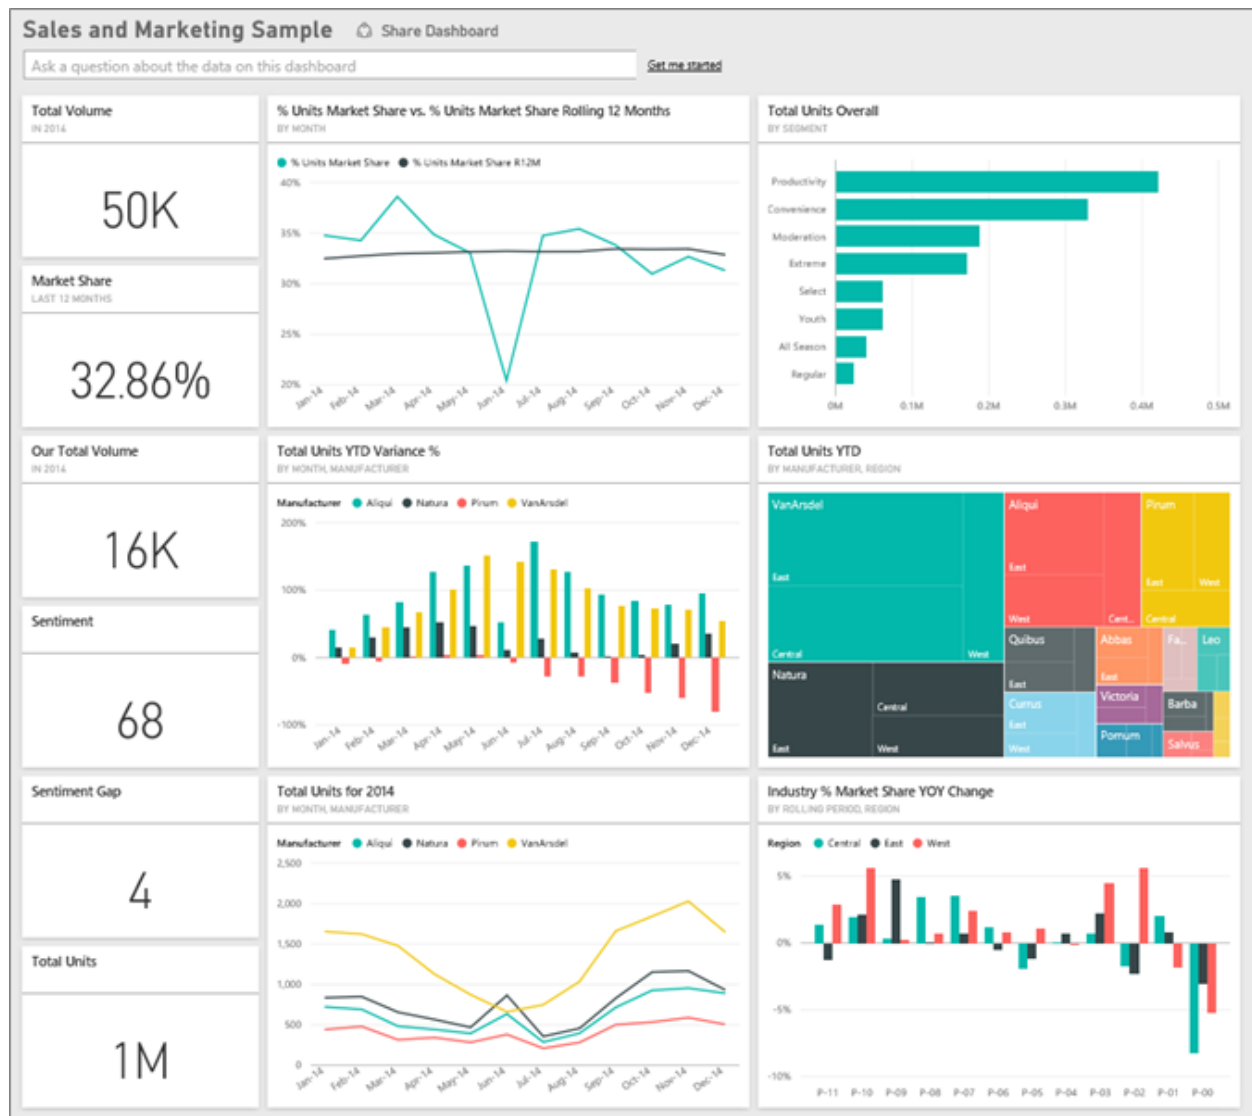 Sales and Marketing Sample Share Dashboard
Ask a question about the data on this dashboard Get me started
Total Volume
IN 2014
50K
Market Share
LAST 12 MONTHS
32.86%
% Units Market Share vs. % Units Market Share Rolling 12 Months
BY MONTH
% Units Market Share % Units Market Share R12M
40%
35%
30%
25%
20%
Jan-14 Feb-14 Mar-14 Apr-14 May-14 Jun-14 Jul-14 Aug-14 Sep-14 Oct-14 Nov-14 Dec-14
Total Units Overall
BY SEGMENT
Productivity
Convenience
Moderation
Extreme
Select
Youth
All Season
Regular
0M 0.1M 0.2M 0.3M 0.4M 0.5M
Our Total Volume
IN 2014
16K
Sentiment
68
Total Units YTD Variance %
BY MONTH, MANUFACTURER
Manufacturer Aliqui Natura Pirum VanArsdel
200%
100%
0%
-100%
Jan-14 Feb-14 Mar-14 Apr-14 May-14 Jun-14 Jul-14 Aug-14 Sep-14 Oct-14 Nov-14 Dec-14
Total Units YTD
BY MANUFACTURER, REGION
VanArsdel
East
Central West
Natura
Central
East West
Aliqui
East
West Cent...
Pirum
East West
Central
Quibus
East
Currus
East
West
Abbas
East
Victoria
Pomum
Fa...
Leo
Barba
Salvus
Sentiment Gap
4
Total Units
1M
Total Units for 2014
BY MONTH, MANUFACTURER
Manufacturer Aliqui Natura Pirum VanArsdel
2,500
2,000
1,500
1,000
500
0
Jan-14 Feb-14 Mar-14 Apr-14 May-14 Jun-14 Jul-14 Aug-14 Sep-14 Oct-14 Nov-14 Dec-14
Industry % Market Share YOY Change
BY ROLLING PERIOD, REGION
Region Central East West
5%
0%
-5%
-10%
P-11 P-10 P-09 P-08 P-07 P-06 P-05 P-04 P-03 P-02 P-01 P-00